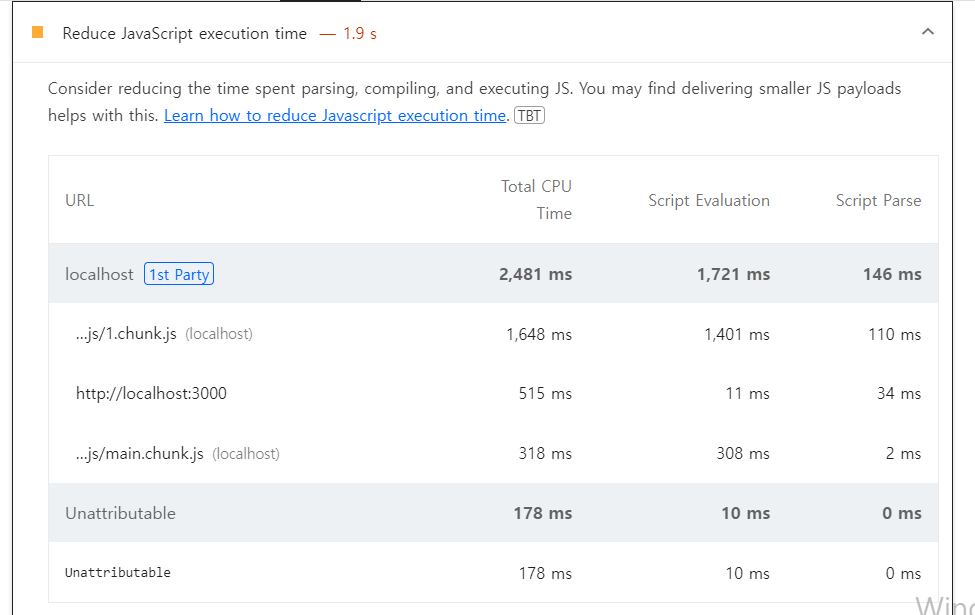 Reduce JavaScript execution time — 1.9 s
Consider reducing the time spent parsing, compiling, and executing JS. You may find delivering smaller JS payloads
helps with this. Learn how to reduce Javascript execution time. TBT
URL Total CPU Time Script Evaluation Script Parse
localhost 1st Party 2,481 ms 1,721 ms 146 ms
...js/1.chunk.js (localhost) 1,648 ms 1,401 ms 110 ms
http://localhost:3000 515 ms 11 ms 34 ms
...js/main.chunk.js (localhost) 318 ms 308 ms 2 ms
Unattributable 178 ms 10 ms 0 ms
Unattributable 178 ms 10 ms 0 ms